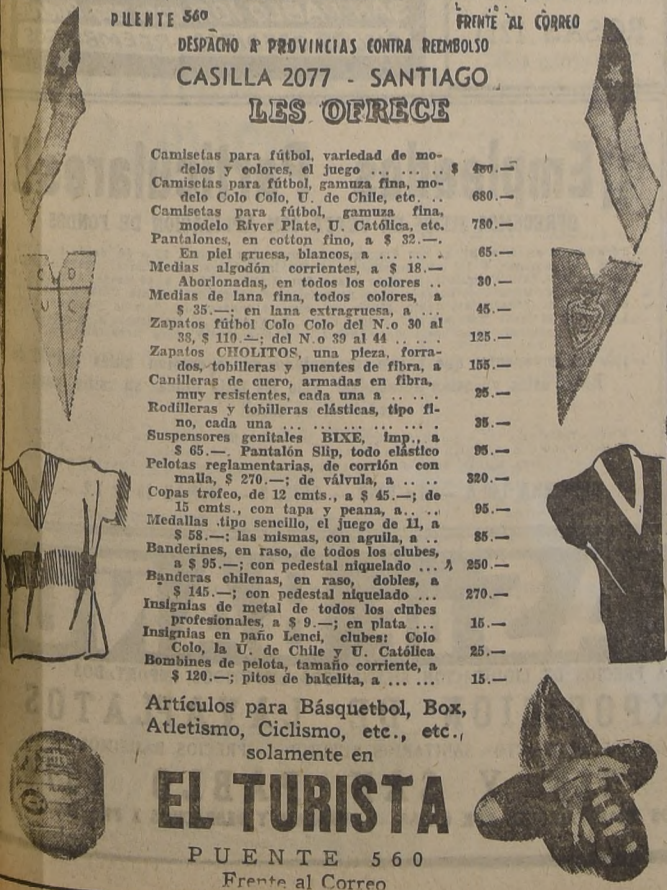 PUENTE 560
FRENTE AL CORREO
DESPACHO A PROVINCIAS CONTRA REEMBOLSO
CASILLA 2077 - SANTIAGO
LES OFRECE
Camisetas para fútbol, variedad de mo-
delos y colores, el juego ... ... ... .. $ 480.—
Camisetas para fútbol, gamuza fina, mo-
delo Colo Colo, U. de Chile, etc. .. 680.—
Camisetas para fútbol, gamuza fina,
modelo River Plate, U. Católica, etc. 780.—
Pantalones, en cotton fino, a $ 32.—.
En piel gruesa, blancos, a ... ... . 65.—
Medias algodón corrientes, a $ 18.—
Aborlonadas, en todos los colores .. 30.—
Medias de lana fina, todos colores, a
$ 35.—; en lana extragruesa, a ... 45.—
Zapatos fútbol Colo Colo del N.o 30 al
38, $ 110.—; del N.o 39 al 44 .. ... . 125.—
Zapatos CHOLITOS, una pieza, forra-
dos, tobilleras y puentes de fibra, a 155.—
Canilleras de cuero, armadas en fibra,
muy resistentes, cada una a .. ... . 25.—
Rodilleras y tobilleras elásticas, tipo fi-
no, cada una ... ... ... ... ... ... . 35.—
Suspensores genitales BIXE, imp., a
$ 65.—. Pantalón Slip, todo elástico 95.—
Pelotas reglamentarias, de corrión con
malla, $ 270.—; de válvula, a .. ... 320.—
Copas trofeo, de 12 cmts., a $ 45.—; de
15 cmts., con tapa y peana, a.. ... 95.—
Medallas tipo sencillo, el juego de 11, a
$ 58.—: las mismas, con aguila, a .. 85.—
Banderines, en raso, de todos los clubes,
a $ 95.—; con pedestal niquelado ... 250.—
Banderas chilenas, en raso, dobles, a
$ 145.—; con pedestal niquelado ... 270.—
Insignias de metal de todos los clubes
profesionales, a $ 9.—; en plata ... 15.—
Insignias en paño Lenci, clubes: Colo
Colo, la U. de Chile y U. Católica 25.—
Bombines de pelota, tamaño corriente, a
$ 120.—; pitos de bakelita, a ... ... 15.—
C D
U C
Artículos para Básquetbol, Box,
Atletismo, Ciclismo, etc., etc.,
solamente en
EL TURISTA
PUENTE 560
Frente al Correo